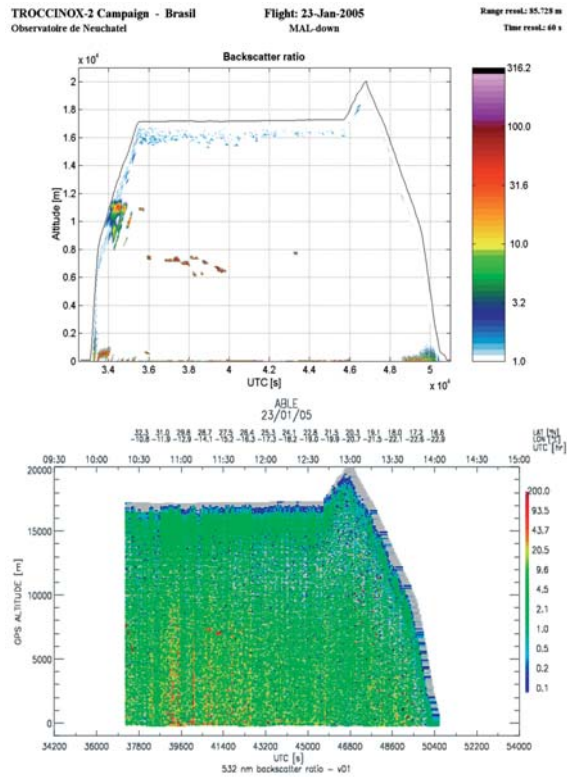 TROCCINOX-2 Campaign - Brasil Flight: 23-Jan-2005 Range resol.: 85.728 m
Observatoire de Neuchatel MAL-down Time resol.: 60 s
Backscatter ratio
x 10⁴
2
1.8
1.6
1.4
1.2
1
0.8
0.6
0.4
0.2
0
Altitude [m]
3.4 3.6 3.8 4 4.2 4.4 4.6 4.8 5
UTC [s]
x 10⁴
316.2
100.0
31.6
10.0
3.2
1.0
ABLE
23/01/05
LAT [°]
LON [°]
UTC [hr]
09:30 10:00 10:30 11:00 11:30 12:00 12:30 13:00 13:30 14:00 14:30 15:00
20000
15000
10000
5000
0
GPS ALTITUDE [m]
34200 36000 37800 39600 41400 43200 45000 46800 48600 50400 52200 54000
UTC [s]
532 nm backscatter ratio - v01
200.0
93.5
43.7
20.5
9.6
4.5
2.1
1.0
0.5
0.2
0.1